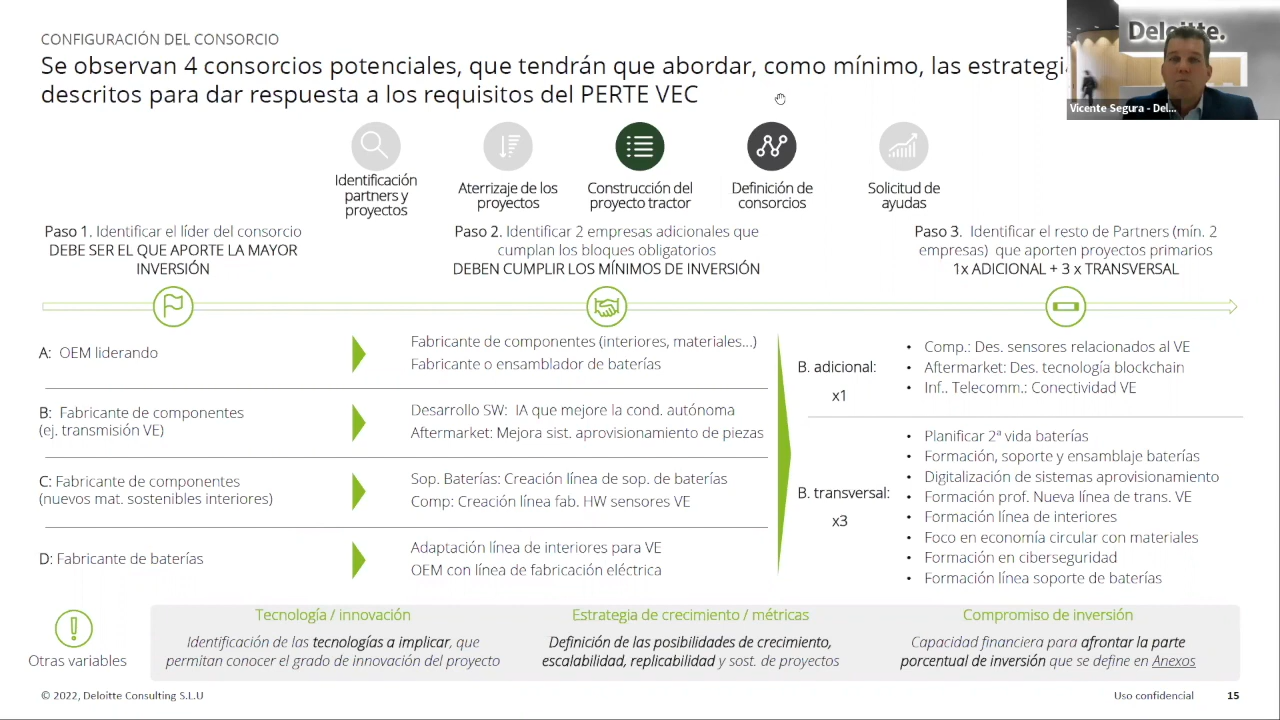 CONFIGURACIÓN DEL CONSORCIO
Se observan 4 consorcios potenciales, que tendrán que abordar, como mínimo, las
descritos para dar respuesta a los requisitos del PERTE VEC
Deloitte.
Vicente Segura - Del...
Identificación
partners y
proyectos
Aterrizaje de los
proyectos
Construcción del
proyecto tractor
Definición de
consorcios
Solicitud de
ayudas
Paso 1. Identificar el líder del consorcio
DEBE SER EL QUE APORTE LA MAYOR
INVERSIÓN
Paso 2. Identificar 2 empresas adicionales que
cumplan los bloques obligatorios
DEBEN CUMPLIR LOS MÍNIMOS DE INVERSIÓN
Paso 3. Identificar el resto de Partners (mín. 2
empresas) que aporten proyectos primarios
1x ADICIONAL + 3 x TRANSVERSAL
A: OEM liderando
Fabricante de componentes (interiores, materiales...)
Fabricante o ensamblador de baterías
B: Fabricante de componentes
(ej. transmisión VE)
Desarrollo SW: IA que mejore la cond. autónoma
Aftermarket: Mejora sist. aprovisionamiento de piezas
C: Fabricante de componentes
(nuevos mat. sostenibles interiores)
Sop. Baterías: Creación línea de sop. de baterías
Comp: Creación línea fab. HW sensores VE
D: Fabricante de baterías
Adaptación línea de interiores para VE
OEM con línea de fabricación eléctrica
B. adicional:
x1
• Comp.: Des. sensores relacionados al VE
• Aftermarket: Des. tecnología blockchain
• Inf.. Telecomm.: Conectividad VE
B. transversal:
x3
• Planificar 2ª vida baterías
• Formación, soporte y ensamblaje baterías
• Digitalización de sistemas aprovisionamiento
• Formación prof. Nueva línea de trans. VE
• Formación línea de interiores
• Foco en economía circular con materiales
• Formación en ciberseguridad
• Formación línea soporte de baterías
Otras variables
Tecnología / innovación
Identificación de las tecnologías a implicar, que
permitan conocer el grado de innovación del proyecto
Estrategia de crecimiento / métricas
Definición de las posibilidades de crecimiento,
escalabilidad, replicabilidad y sost. de proyectos
Compromiso de inversión
Capacidad financiera para afrontar la parte
porcentual de inversión que se define en Anexos
© 2022, Deloitte Consulting S.L.U
Uso confidencial
15